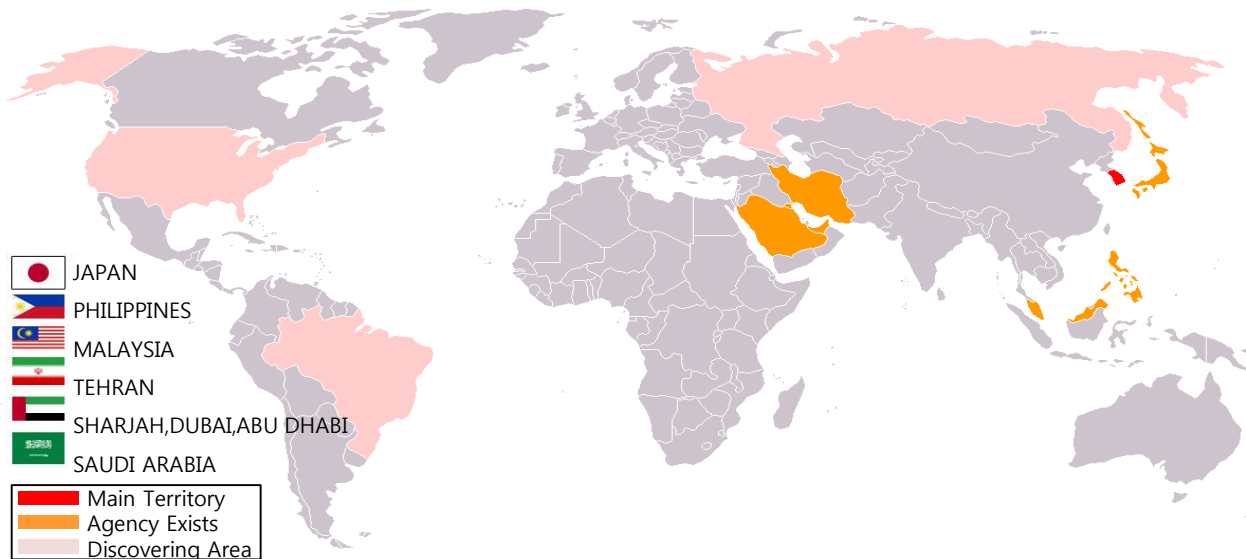 JAPAN
PHILIPPINES
MALAYSIA
TEHRAN
SHARJAH,DUBAI,ABU DHABI
SAUDI ARABIA
Main Territory
Agency Exists
Discovering Area